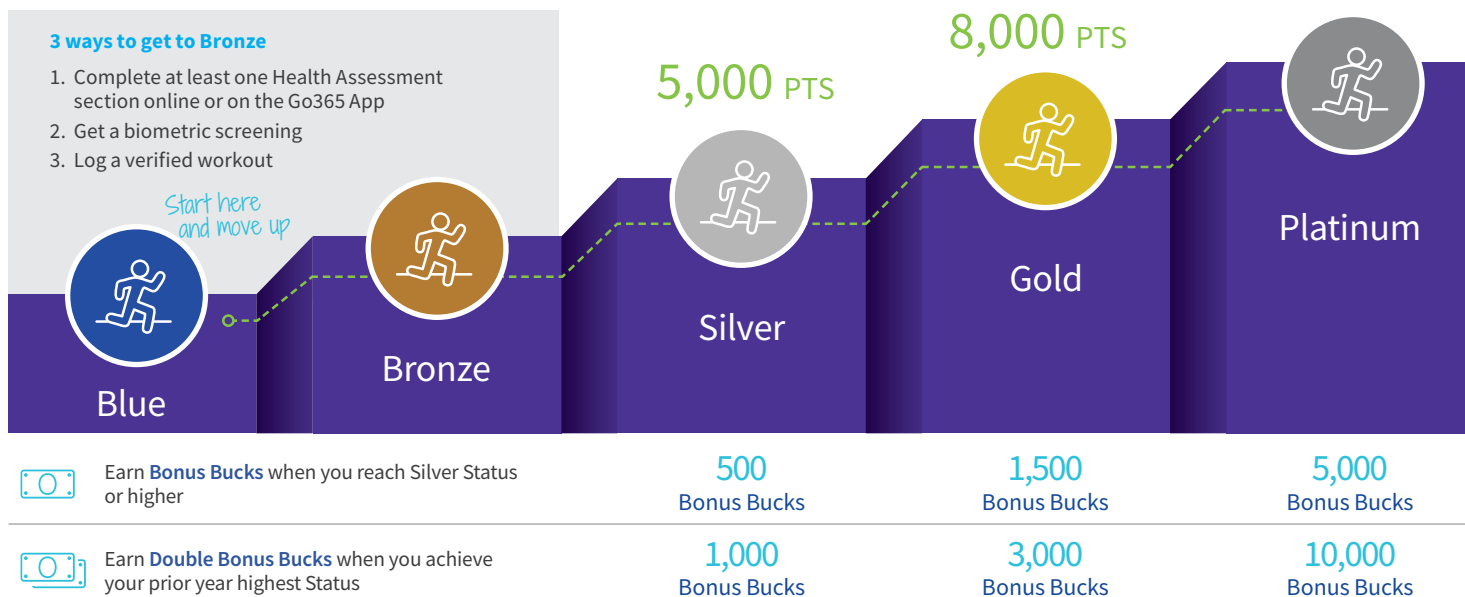 3 ways to get to Bronze
1. Complete at least one Health Assessment
section online or on the Go365 App
2. Get a biometric screening
3. Log a verified workout
Start here
and move up
5,000 PTS
8,000 PTS
Blue
Bronze
Silver
Gold
Platinum
Earn Bonus Bucks when you reach Silver Status
or higher
500
Bonus Bucks
1,500
Bonus Bucks
5,000
Bonus Bucks
Earn Double Bonus Bucks when you achieve
your prior year highest Status
1,000
Bonus Bucks
3,000
Bonus Bucks
10,000
Bonus Bucks